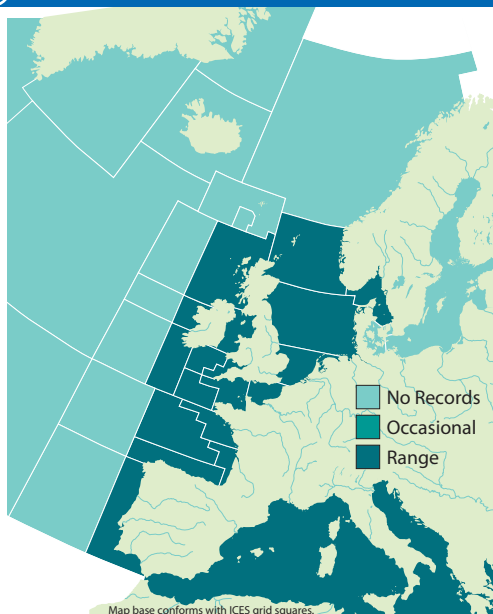 No Records
Occasional
Range
Map base conforms with ICES grid squares.